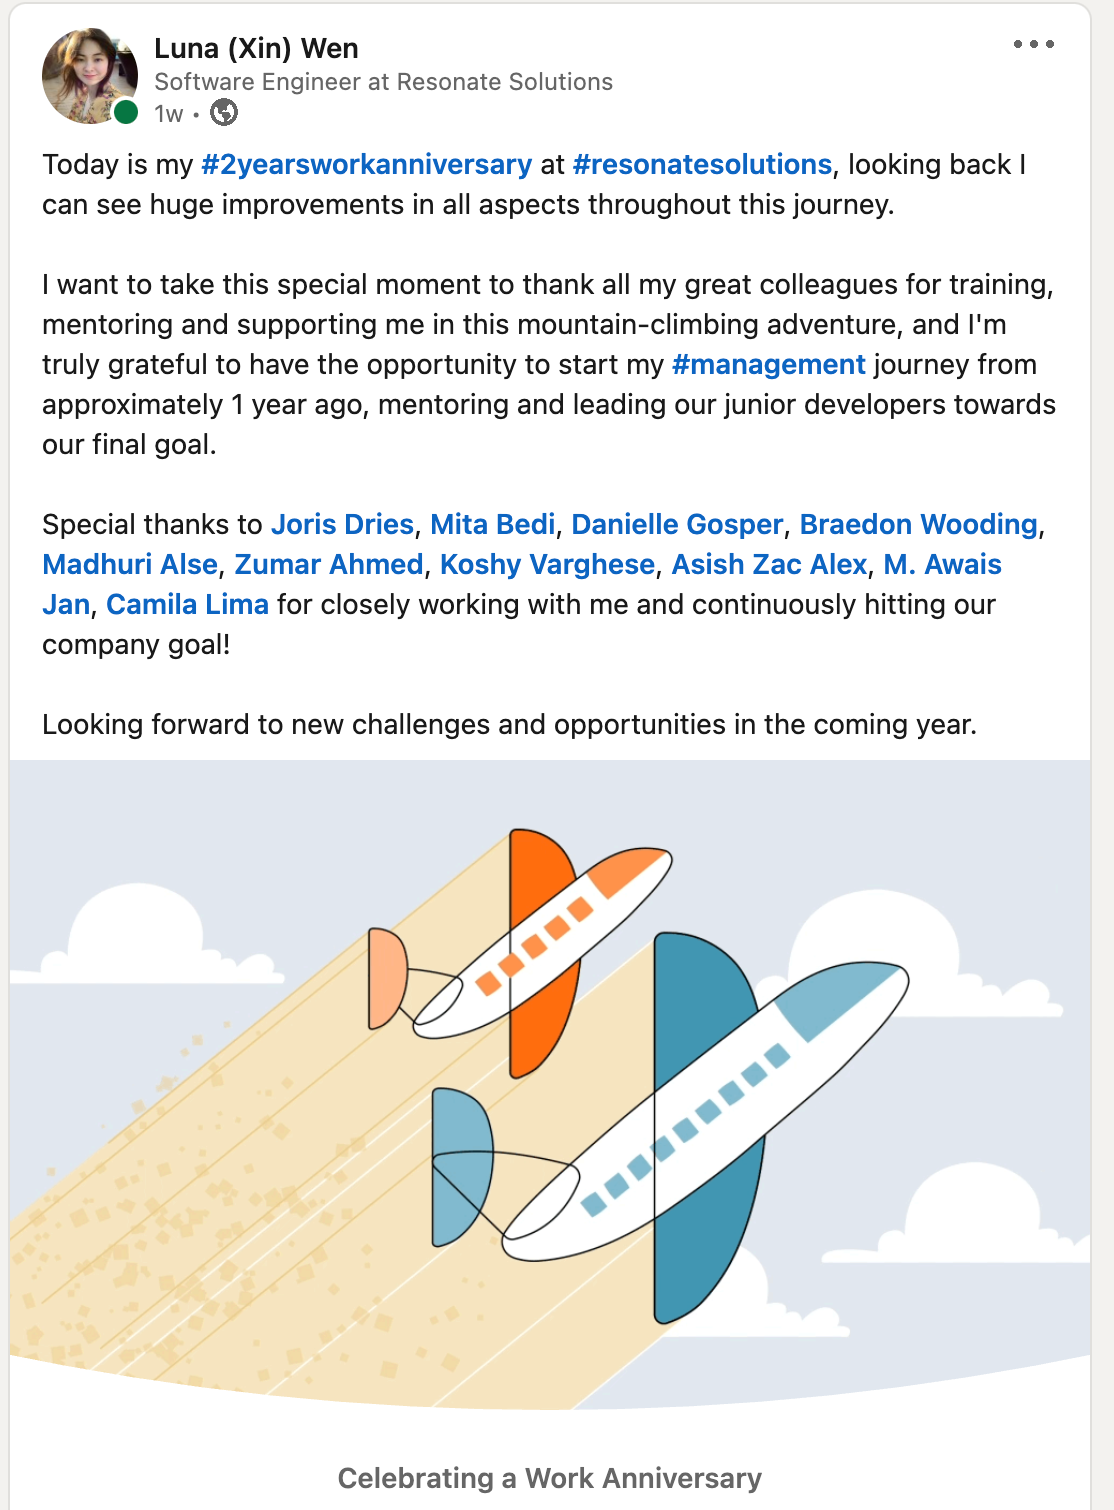 Luna (Xin) Wen
Software Engineer at Resonate Solutions
1w •
Today is my #2yearsworkanniversary at #resonatesolutions, looking back I
can see huge improvements in all aspects throughout this journey.
I want to take this special moment to thank all my great colleagues for training,
mentoring and supporting me in this mountain-climbing adventure, and I'm
truly grateful to have the opportunity to start my #management journey from
approximately 1 year ago, mentoring and leading our junior developers towards
our final goal.
Special thanks to Joris Dries, Mita Bedi, Danielle Gosper, Braedon Wooding,
Madhuri Alse, Zumar Ahmed, Koshy Varghese, Asish Zac Alex, M. Awais
Jan, Camila Lima for closely working with me and continuously hitting our
company goal!
Looking forward to new challenges and opportunities in the coming year.
Celebrating a Work Anniversary